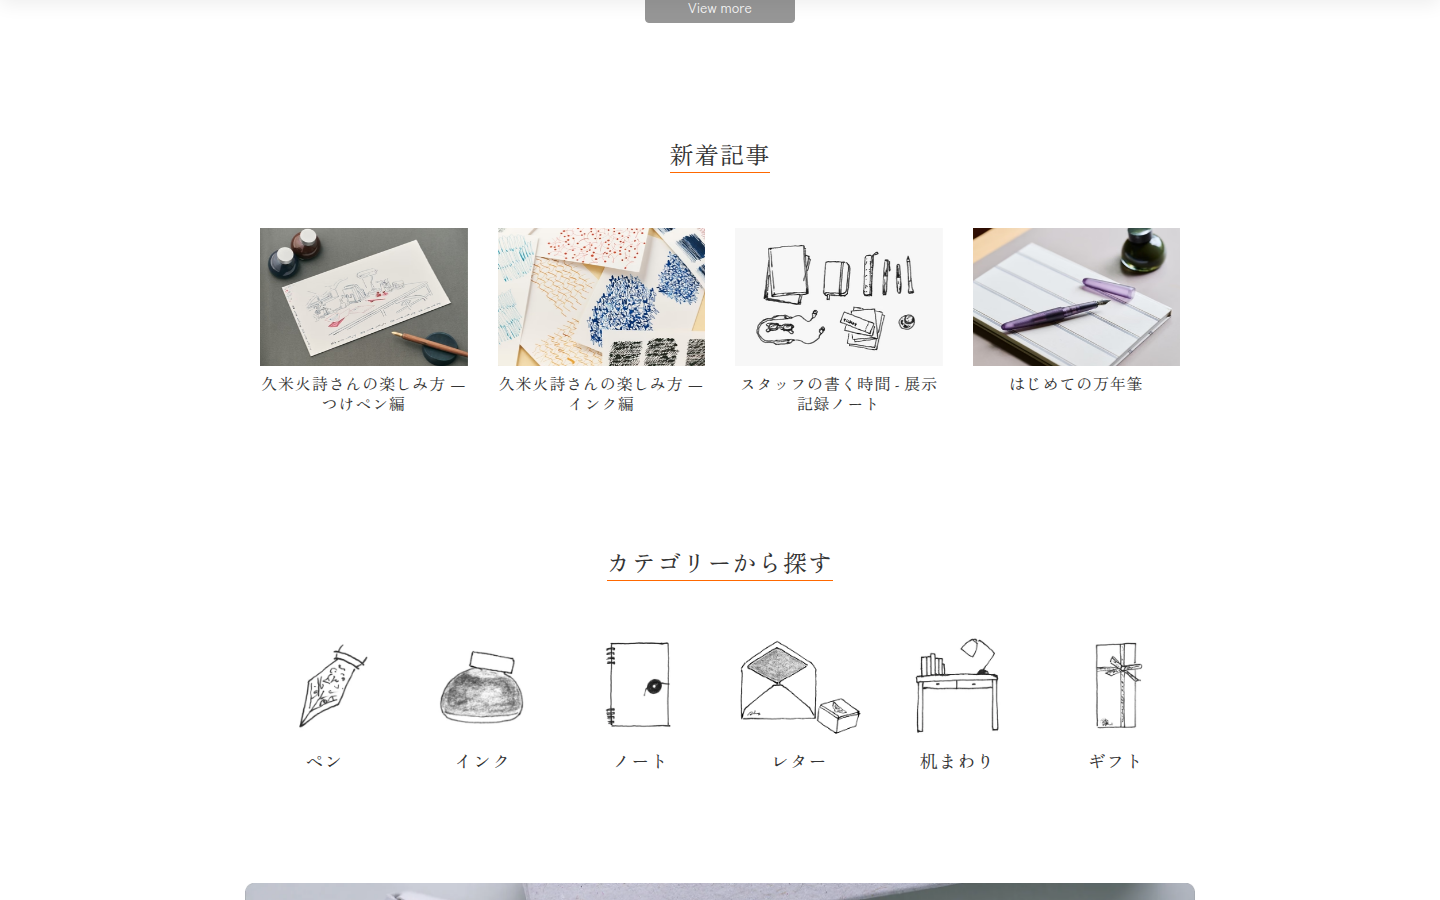 View more
新着記事
久米火詩さんの楽しみ方 —
つけペン編
久米火詩さんの楽しみ方 —
インク編
スタッフの書く時間 - 展示
記録ノート
はじめての万年筆
カテゴリーから探す
ペン
インク
ノート
レター
机まわり
ギフト